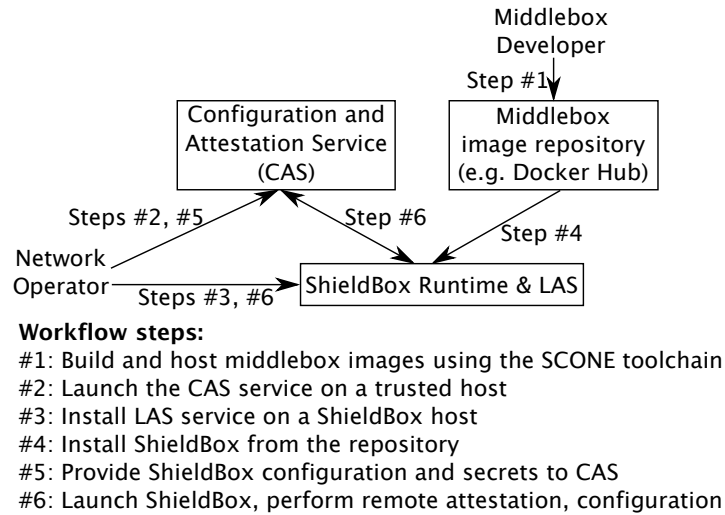 Middlebox
Developer
Step #1
Configuration and
Attestation Service
(CAS)
Middlebox
image repository
(e.g. Docker Hub)
Steps #2, #5
Step #6
Step #4
Network
Operator
Steps #3, #6
ShieldBox Runtime & LAS
Workflow steps:
#1: Build and host middlebox images using the SCONE toolchain
#2: Launch the CAS service on a trusted host
#3: Install LAS service on a ShieldBox host
#4: Install ShieldBox from the repository
#5: Provide ShieldBox configuration and secrets to CAS
#6: Launch ShieldBox, perform remote attestation, configuration